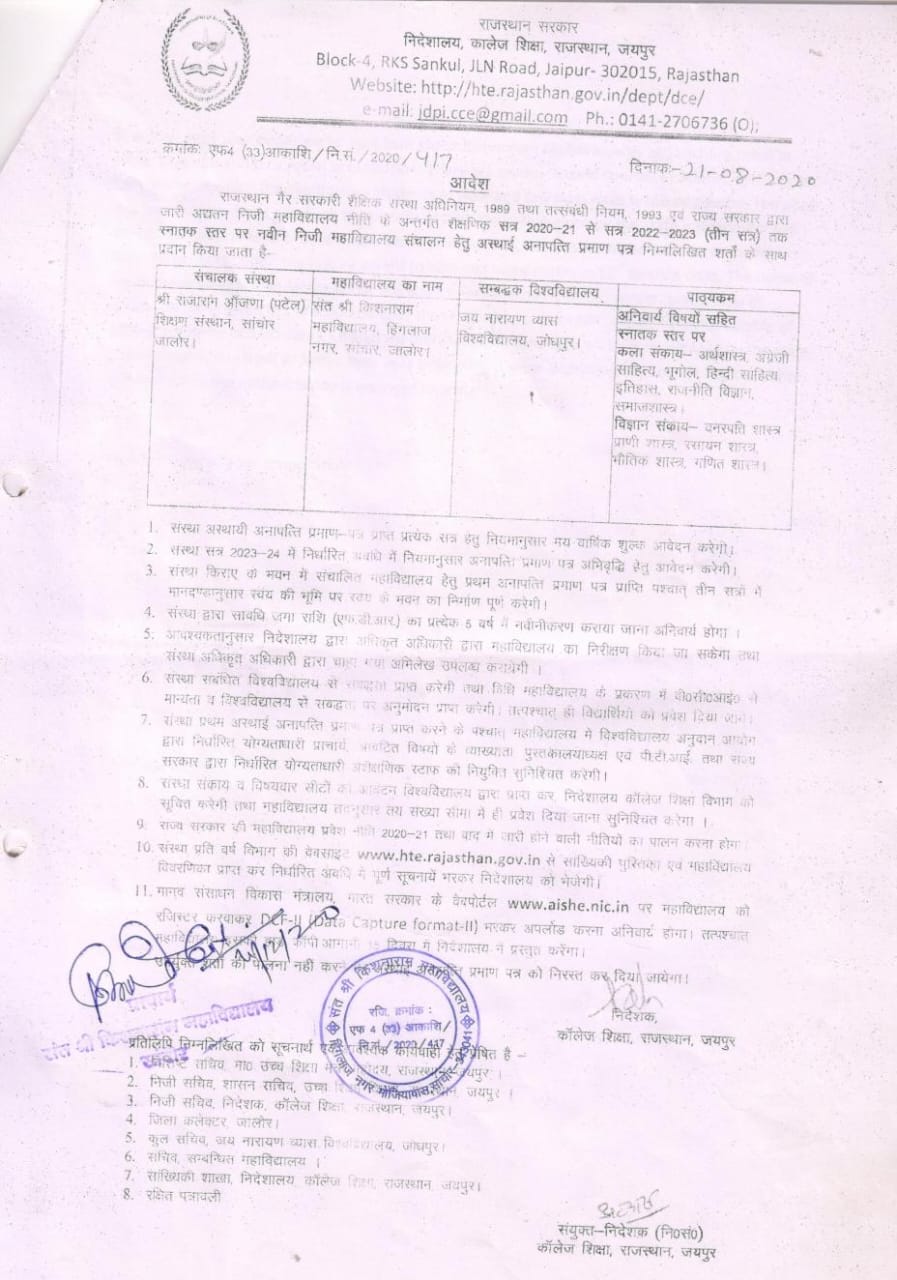 राजस्थान सरकार
निदेशालय, कालेज शिक्षा, राजस्थान, जयपुर
Block-4, RKS Sankul, JLN Road, Jaipur- 302015, Rajasthan
Website: http://hte.rajasthan.gov.in/dept/dce/
e-mail: jdpi.cce@gmail.com Ph.: 0141-2706736 (O);
कमांकः एफ4 (33)आकाशि/नि.सं./2020/417
दिनाकः-21-08-2020
आदेश
राजस्थान गैर सरकारी शैक्षिक संस्था अधिनियम, 1989 तथा तत्सबंधी नियम, 1993 एवं राज्य सरकार द्वारा
जारी अद्यतन निजी महाविद्यालय नीति के अन्तर्गत शैक्षणिक सत्र 2020-21 से सत्र 2022-2023 (तीन सत्र) तक
स्नातक स्तर पर नवीन निजी महाविद्यालय संचालन हेतु अस्थाई अनापत्ति प्रमाण पत्र निम्नलिखित शर्तो के साथ
प्रदान किया जाता है-
संचालक संस्था
महाविद्यालय का नाम
सम्बद्धक विश्वविद्यालय
पाठ्यकम
श्री राजाराम आँजणा (पटेल)
शिक्षण संस्थान, सांचोर
जालोर।
संत श्री किशनाराम
महाविद्यालय, हिंगलाज
नगर, सांचोर, जालोर।
जय नारायण व्यास
विश्वविद्यालय, जोधपुर।
अनिवार्य विषयों सहित
स्नातक स्तर पर
कला संकाय– अर्थशास्त्र, अंग्रेजी
साहित्य, भूगोल, हिन्दी साहित्य
इतिहास, राजनीति विज्ञान,
समाजशास्त्र।
विज्ञान संकाय– वनस्पति शास्त्र
प्राणी शास्त्र, रसायन शास्त्र,
भौतिक शास्त्र, गणित शास्त्र।
1. संस्था अस्थायी अनापत्ति प्रमाण–पत्र प्राप्त प्रत्येक सत्र हेतु नियमानुसार मय वार्षिक शुल्क आवेदन करेगी।
2. संस्था सत्र 2023-24 में निर्धारित अवधि में नियमानुसार अनापत्ति प्रमाण पत्र अभिवृद्धि हेतु आवेदन करेगी।
3. संस्था किराए के भवन में संचालित महाविद्यालय हेतु प्रथम अनापत्ति प्रमाण पत्र प्राप्ति पश्चात् तीन सत्रों में
मानदण्डानुसार स्वंय की भूमि पर स्वंय के भवन का निर्माण पूर्ण करेगी।
4. संस्था द्वारा सावधि जमा राशि (एफ.डी.आर.) का प्रत्येक 5 वर्ष में नवीनीकरण कराया जाना अनिवार्य होगा ।
5. आवश्यकतानुसार निदेशालय द्वारा अधिकृत अधिकारी द्वारा महाविद्यालय का निरीक्षण किया जा सकेगा तथा
संस्था अधिकृत अधिकारी द्वारा चाहा गया अभिलेख उपलब्ध करायेगी ।
6. संस्था सबंधित विश्वविद्यालय से सम्बद्धता प्राप्त करेगी तथा विधि महाविद्यालय के प्रकरण में बी०सी०आई० से
मान्यता व विश्वविद्यालय से सबद्धता पर अनुमोदन प्राप्त करेगी। तत्पश्चात् ही विद्यार्थियों को प्रवेश दिया जावे।
7. संस्था प्रथम अस्थाई अनापत्ति प्रमाण पत्र प्राप्त करने के पश्चात् महाविद्यालय में विश्वविद्यालय अनुदान आयोग
द्वारा निर्धारित योग्यताधारी प्राचार्य, आवंटित विषयों के व्याख्याता पुस्तकालयाध्यक्ष एवं पी.टी.आई. तथा राज्य
सरकार द्वारा निर्धारित योग्यताधारी अशैक्षणिक स्टाफ की नियुक्ति सुनिश्चित करेगी।
8. संस्था संकाय व विषयवार सीटों का आवंटन विश्वविद्यालय द्वारा प्राप्त कर, निदेशालय कॉलेज शिक्षा विभाग को
सूचित करेगी तथा महाविद्यालय तदनुसार तय संख्या सीमा में ही प्रवेश दिया जाना सुनिश्चित करेगा ।
9. राज्य सरकार की महाविद्यालय प्रवेश नीति 2020-21 तथा बाद में जारी होने वाली नीतियों का पालन करना होगा।
10. संस्था प्रति वर्ष विभाग की वेबसाइट www.hte.rajasthan.gov.in से सांख्यिकी पुस्तिका एवं महाविद्यालय
विवरणिका प्राप्त कर निर्धारित अवधि में पूर्ण सूचनायें भरकर निदेशालय को भेजेगी।
11. मानव संसाधन विकास मंत्रालय, भारत सरकार के वेबपोर्टल www.aishe.nic.in पर महाविद्यालय को
रजिस्टर करवाकर DCF-II (Data Capture format-II) भरकर अपलोड करना अनिवार्य होगा। तत्पश्चात
महाविद्यालय कॉपी आगामी 15 दिवस में निदेशालय में प्रस्तुत करेगा।
उपर्युक्त शर्तो की पालना नहीं करने प्रमाण पत्र को निरस्त कर दिया जायेगा।
प्राचार्य
संत श्री किशनाराम महाविद्यालय
संत श्री किशनाराम महाविद्यालय
रजि. क्रमांक :
एफ 4 (33) आकाशि/
नि.सं./2020/417
हिंगलाज नगर
निदेशक,
कॉलेज शिक्षा, राजस्थान, जयपुर
प्रतिलिपि निम्नलिखित को सूचनार्थ एवं आवश्यक कार्यवाही हेतु प्रेषित है –
1. विशिष्ट सचिव, मा० उच्च शिक्षा राजस्थान, जयपुर ।
2. निजी सचिव, शासन सचिव, उच्च जयपुर ।
3. निजी सचिव, निदेशक, कॉलेज शिक्षा, राजस्थान, जयपुर।
4. जिला कलेक्टर, जालोर।
5. कुल सचिव, जय नारायण व्यास विश्वविद्यालय, जोधपुर।
6. सचिव, सम्बन्धित महाविद्यालय ।
7. सांख्यिकी शाखा, निदेशालय, कॉलेज शिक्षा, राजस्थान, जयपुर।
8. रक्षित पत्रावली
संयुक्त–निदेशक (नि०सं०)
कॉलेज शिक्षा, राजस्थान, जयपुर